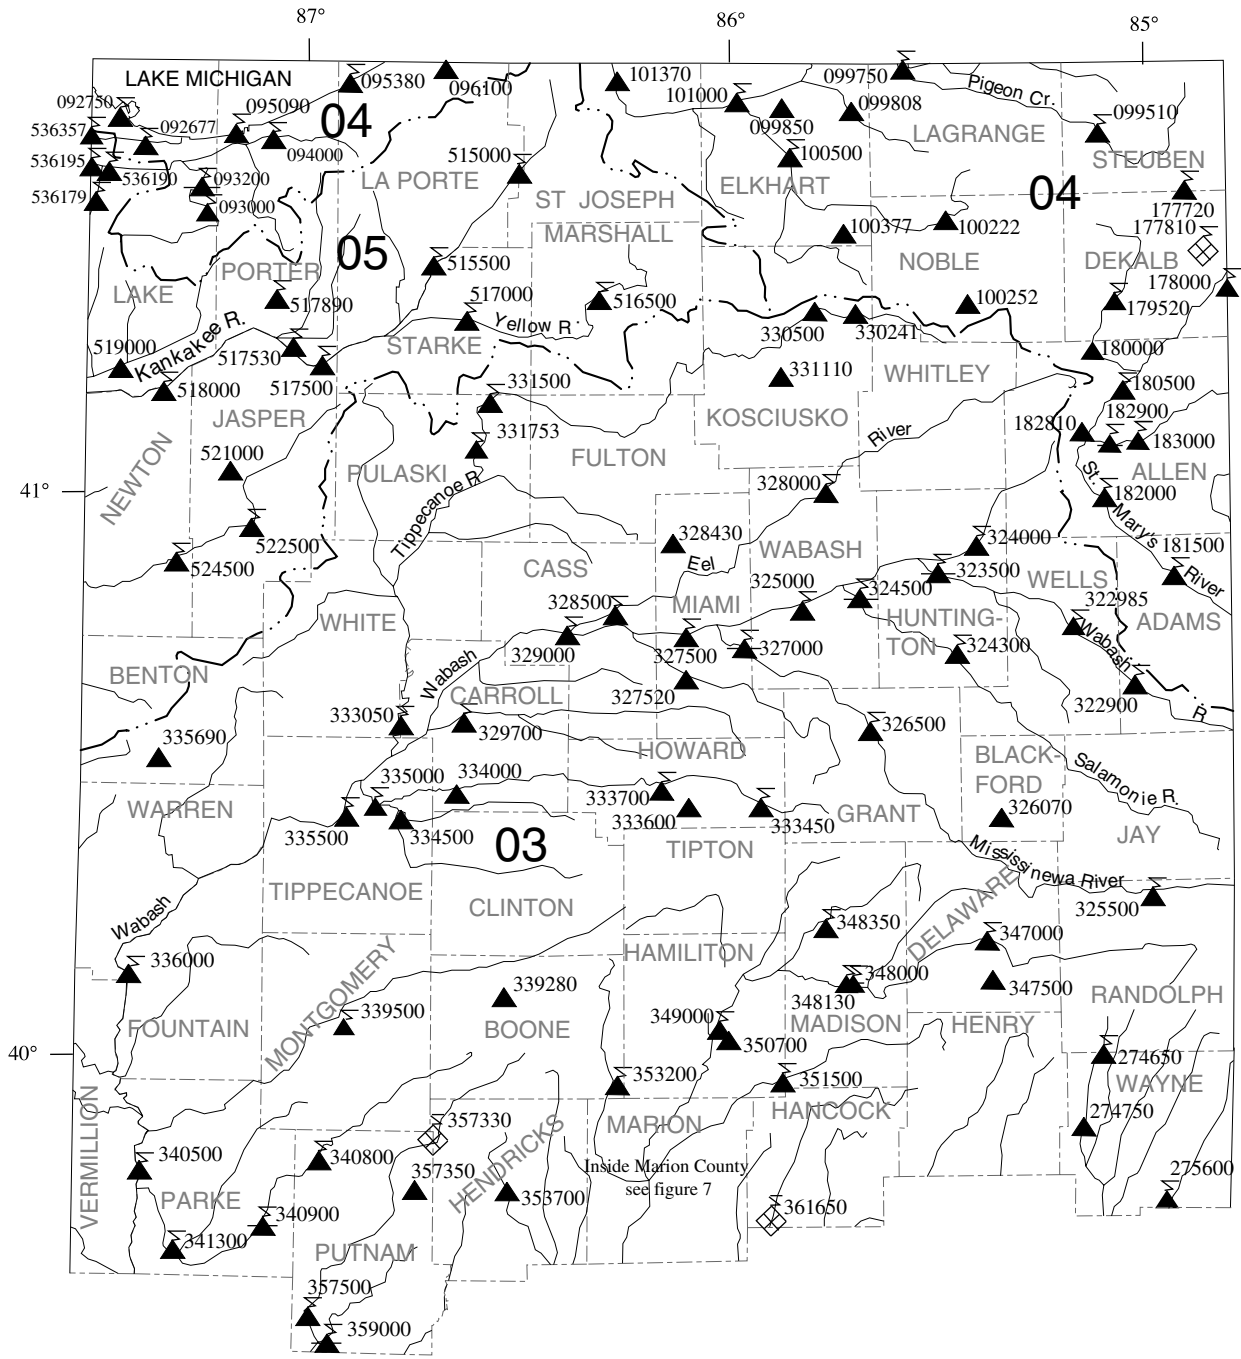 87°
86°
85°
LAKE MICHIGAN
095380
096100
101370
101000
099750
Pigeon Cr.
092750
095090
04
099850
099808
099510
536357
092677
094000
LAGRANGE
STEUBEN
536195
536190
093200
LA PORTE
515000
ST JOSEPH
ELKHART
100500
04
536179
093000
177720
05
MARSHALL
100377
100222
177810
PORTER
515500
NOBLE
DEKALB
LAKE
517890
517000
516500
100252
178000
179520
Kankakee R.
Yellow R.
330500
330241
519000
517530
STARKE
180000
518000
517500
331500
331110
WHITLEY
180500
JASPER
KOSCIUSKO
182900
NEWTON
521000
331753
River
182810
183000
PULASKI
FULTON
ALLEN
41°
Tippecanoe R.
328000
St.
182000
522500
328430
324000
Mary's
181500
524500
CASS
Eel
WABASH
323500
River
325000
324500
WELLS
WHITE
328500
MIAMI
HUNTING-
TON
322985
ADAMS
329000
327500
327000
324300
Wabash
BENTON
Wabash
CARROLL
327520
322900
R.
333050
329700
326500
335690
HOWARD
BLACK-
FORD
Salamonie R.
WARREN
335000
334000
333700
326070
335500
334500
333600
333450
GRANT
JAY
03
TIPTON
Mississinewa River
TIPPECANOE
CLINTON
DELAWARE
325500
Wabash
348350
HAMILITON
347000
336000
MONTGOMERY
339280
348000
347500
RANDOLPH
FOUNTAIN
339500
BOONE
349000
348130
MADISON
HENRY
40°
350700
274650
353200
351500
WAYNE
VERMILLION
357330
MARION
HANCOCK
274750
340500
340800
357350
HENDRICKS
Inside Marion County
see figure 7
PARKE
353700
361650
275600
340900
341300
PUTNAM
357500
359000